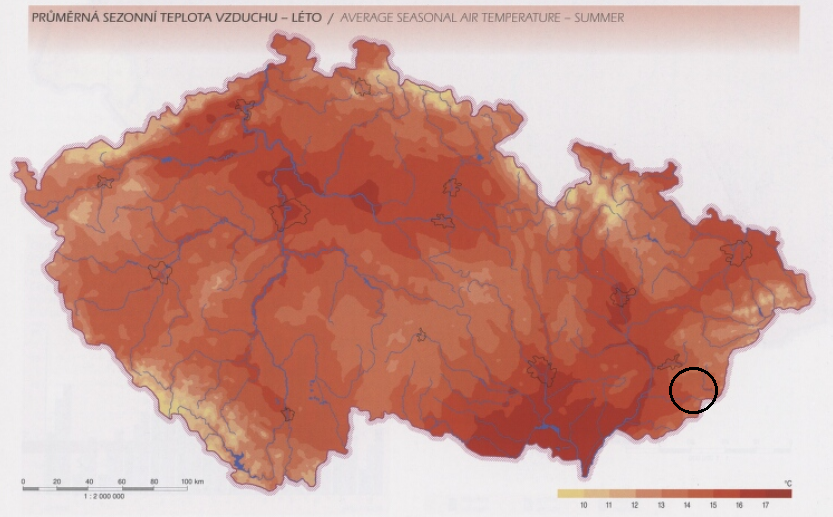 PRŮMĚRNÁ SEZONNÍ TEPLOTA VZDUCHU – LÉTO / AVERAGE SEASONAL AIR TEMPERATURE – SUMMER
0 20 40 60 80 100 km
1 : 2 000 000
°C
10 11 12 13 14 15 16 17